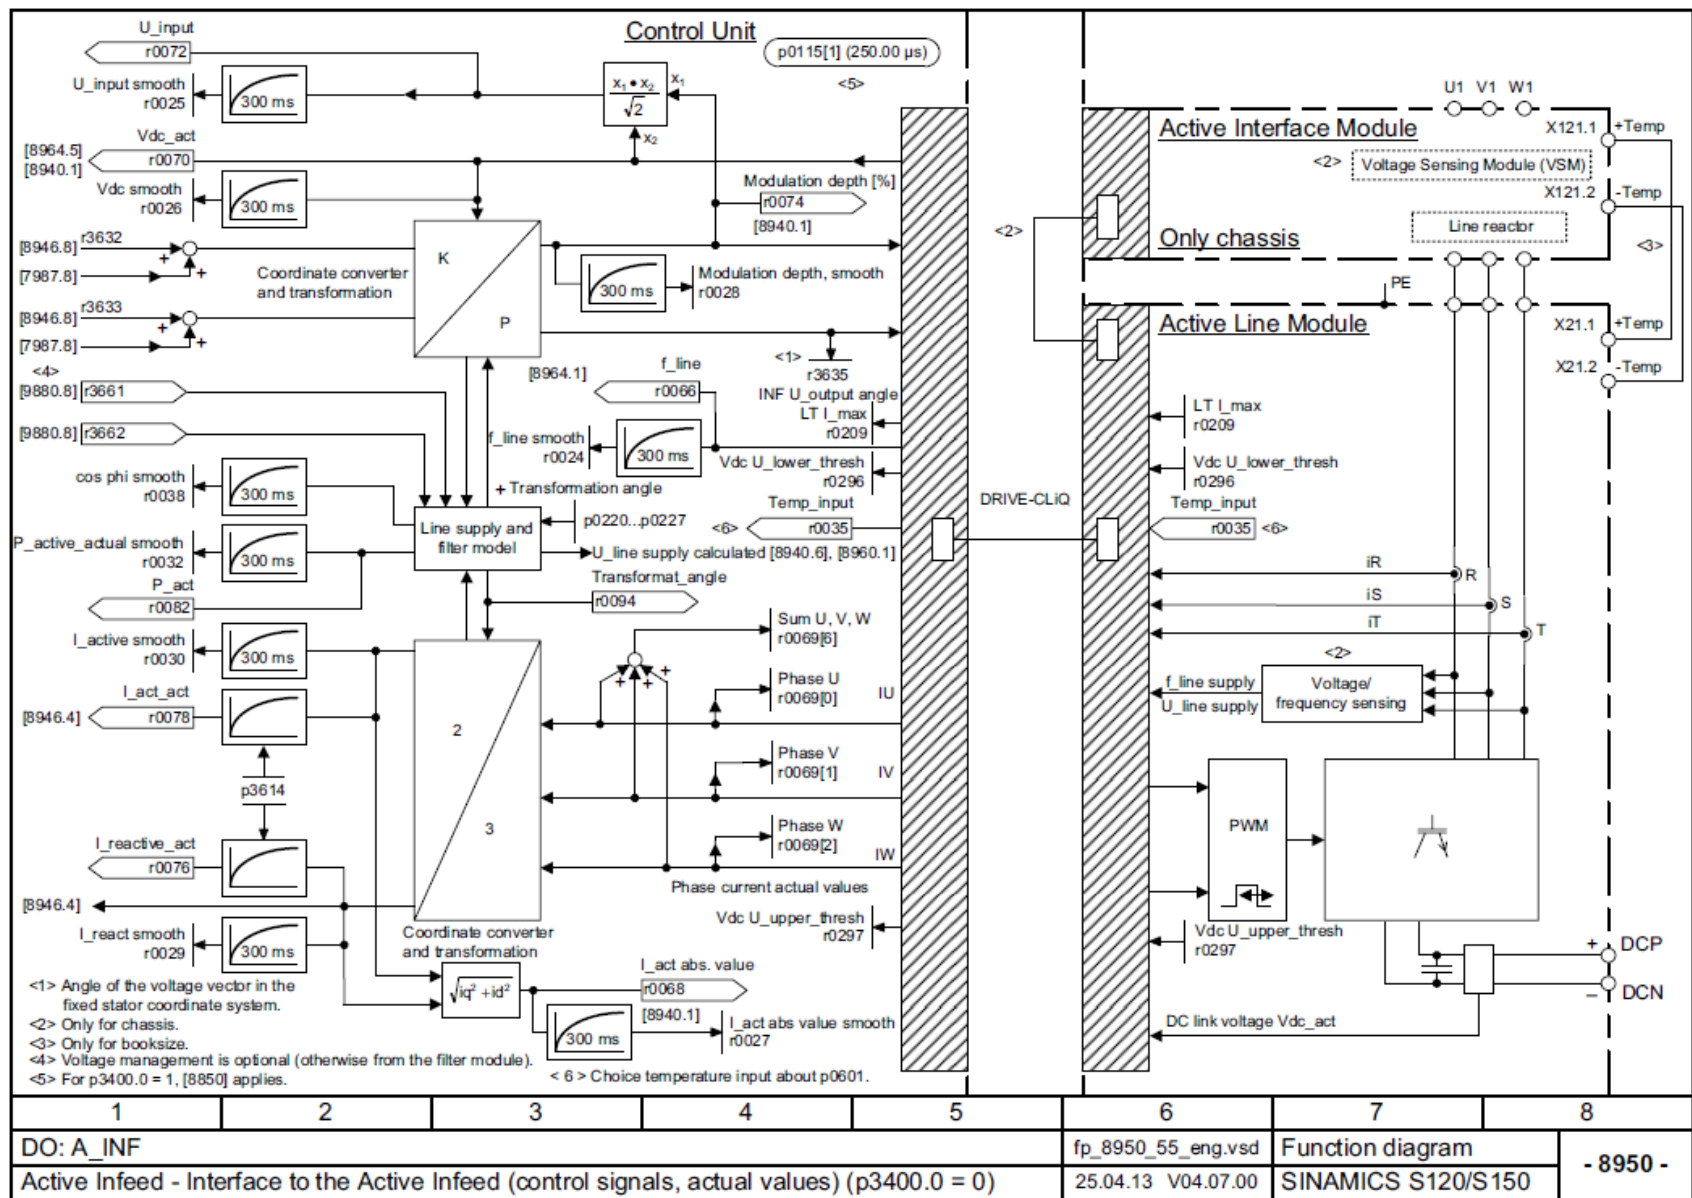 U_input
r0072
Control Unit
p0115[1] (250.00 µs)
<5>
U_input smooth
r0025
300 ms
x₁ • x₂
√2
x₁
x₂
Vdc_act
[8964.5]
[8940.1]
r0070
Vdc smooth
r0026
300 ms
Modulation depth [%]
r0074
[8940.1]
[8946.8]
r3632
+
[7987.8]
+
Coordinate converter
and transformation
K
P
300 ms
Modulation depth, smooth
r0028
r3633
[8946.8]
+
[7987.8]
+
<4>
<1>
r3635
INF U_output angle
[9880.8]
r3661
[9880.8]
r3662
[8964.1]
f_line
r0066
f_line smooth
r0024
300 ms
LT I_max
r0209
Vdc U_lower_thresh
r0296
cos phi smooth
r0038
300 ms
+ Transformation angle
Line supply and
filter model
p0220...p0227
Temp_input
<6>
r0035
P_active_actual smooth
r0032
300 ms
U_line supply calculated [8940.6], [8960.1]
P_act
r0082
Transformat_angle
r0094
I_active smooth
r0030
300 ms
Sum U, V, W
r0069[6]
+
+
+
I_act_act
[8946.4]
r0078
Phase U
r0069[0]
IU
2
3
p3614
Phase V
r0069[1]
IV
I_reactive_act
r0076
Phase W
r0069[2]
IW
[8946.4]
Phase current actual values
I_react smooth
r0029
300 ms
Coordinate converter
and transformation
Vdc U_upper_thresh
r0297
√iq² +id²
I_act abs. value
r0068
[8940.1]
300 ms
I_act abs value smooth
r0027
<1> Angle of the voltage vector in the
fixed stator coordinate system.
<2> Only for chassis.
<3> Only for booksize.
<4> Voltage management is optional (otherwise from the filter module).
<5> For p3400.0 = 1, [8850] applies.
< 6 > Choice temperature input about p0601.
DRIVE-CLiQ
<2>
U1 V1 W1
Active Interface Module
X121.1
+Temp
<2>
Voltage Sensing Module (VSM)
X121.2
-Temp
Line reactor
Only chassis
<3>
PE
Active Line Module
X21.1
+Temp
X21.2
-Temp
LT I_max
r0209
Vdc U_lower_thresh
r0296
Temp_input
r0035
<6>
iR
R
iS
S
iT
T
<2>
f_line supply
U_line supply
Voltage/
frequency sensing
PWM
Vdc U_upper_thresh
r0297
+
DCP
–
DCN
DC link voltage Vdc_act
1 2 3 4 5 6 7 8
DO: A_INF
fp_8950_55_eng.vsd
Function diagram
- 8950 -
Active Infeed - Interface to the Active Infeed (control signals, actual values) (p3400.0 = 0)
25.04.13 V04.07.00
SINAMICS S120/S150